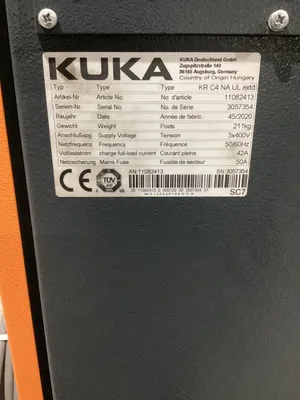 KUKA
KUKA Deutschland GmbH
Zugspitzstraße 140
86165 Augsburg, Germany
Country of Origin Hungary
Typ Type Type KR C4 NA UL extd
Artikel-Nr Article No No. d'article 11082413
Serien-Nr Serial No. No. de Série 3057354
Baujahr Année de fabric. 45/2020
Gewicht Weight Poids 211kg
Anschlußspg. Supply Voltage Tension 3x400V
Netzfrequenz Frequency Fréquence 50/60Hz
Volllaststrom charge full-load current Courant pleine 42A
Netzsicherung Mains Fuse Fusible de secteur 50A
CE TÜV AN:11082413 SN:3057354
SC7